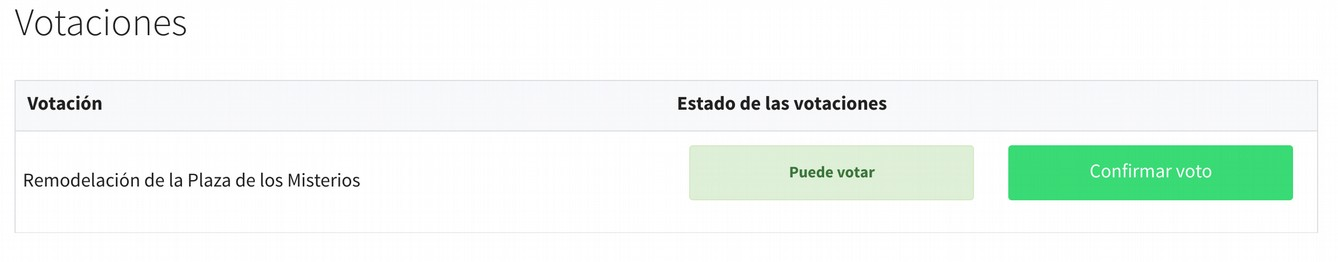 Votaciones
Votación Estado de las votaciones
Remodelación de la Plaza de los Misterios Puede votar Confirmar voto